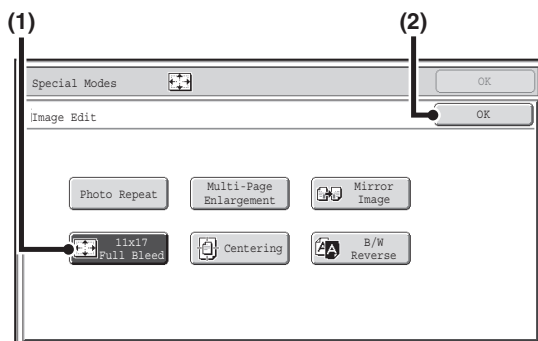 (1)
(2)
Special Modes
OK
Image Edit
OK
Photo Repeat
Multi-Page
Enlargement
Mirror
Image
11x17
Full Bleed
Centering
B/W
Reverse